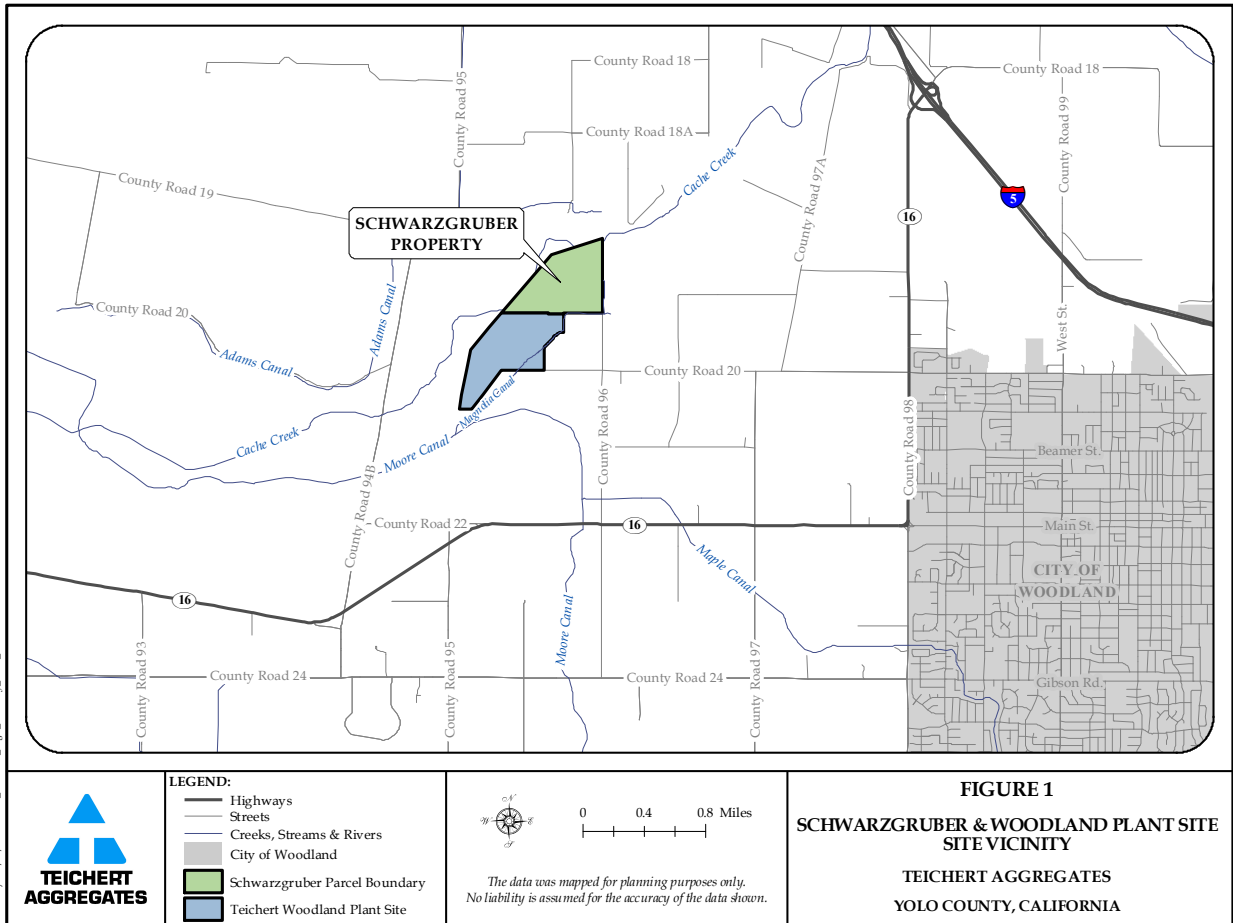 County Road 18
County Road 18
County Road 95
County Road 99
County Road 18A
Cache Creek
County Road 97A
County Road 19
5
16
SCHWARZGRUBER
PROPERTY
County Road 20
Adams Canal
Adams Canal
West St.
County Road 20
Magnolia Canal
County Road 96
County Road 98
Cache Creek
Moore Canal
Beamer St.
County Road 94B
County Road 22
16
Main St.
Maple Canal
CITY OF
WOODLAND
16
Moore Canal
County Road 93
County Road 95
County Road 97
County Road 24
County Road 24
Gibson Rd.
TEICHERT
AGGREGATES
LEGEND:
Highways
Streets
Creeks, Streams & Rivers
City of Woodland
Schwarzgruber Parcel Boundary
Teichert Woodland Plant Site
N
W E
S
0 0.4 0.8 Miles
The data was mapped for planning purposes only.
No liability is assumed for the accuracy of the data shown.
FIGURE 1
SCHWARZGRUBER & WOODLAND PLANT SITE
SITE VICINITY
TEICHERT AGGREGATES
YOLO COUNTY, CALIFORNIA